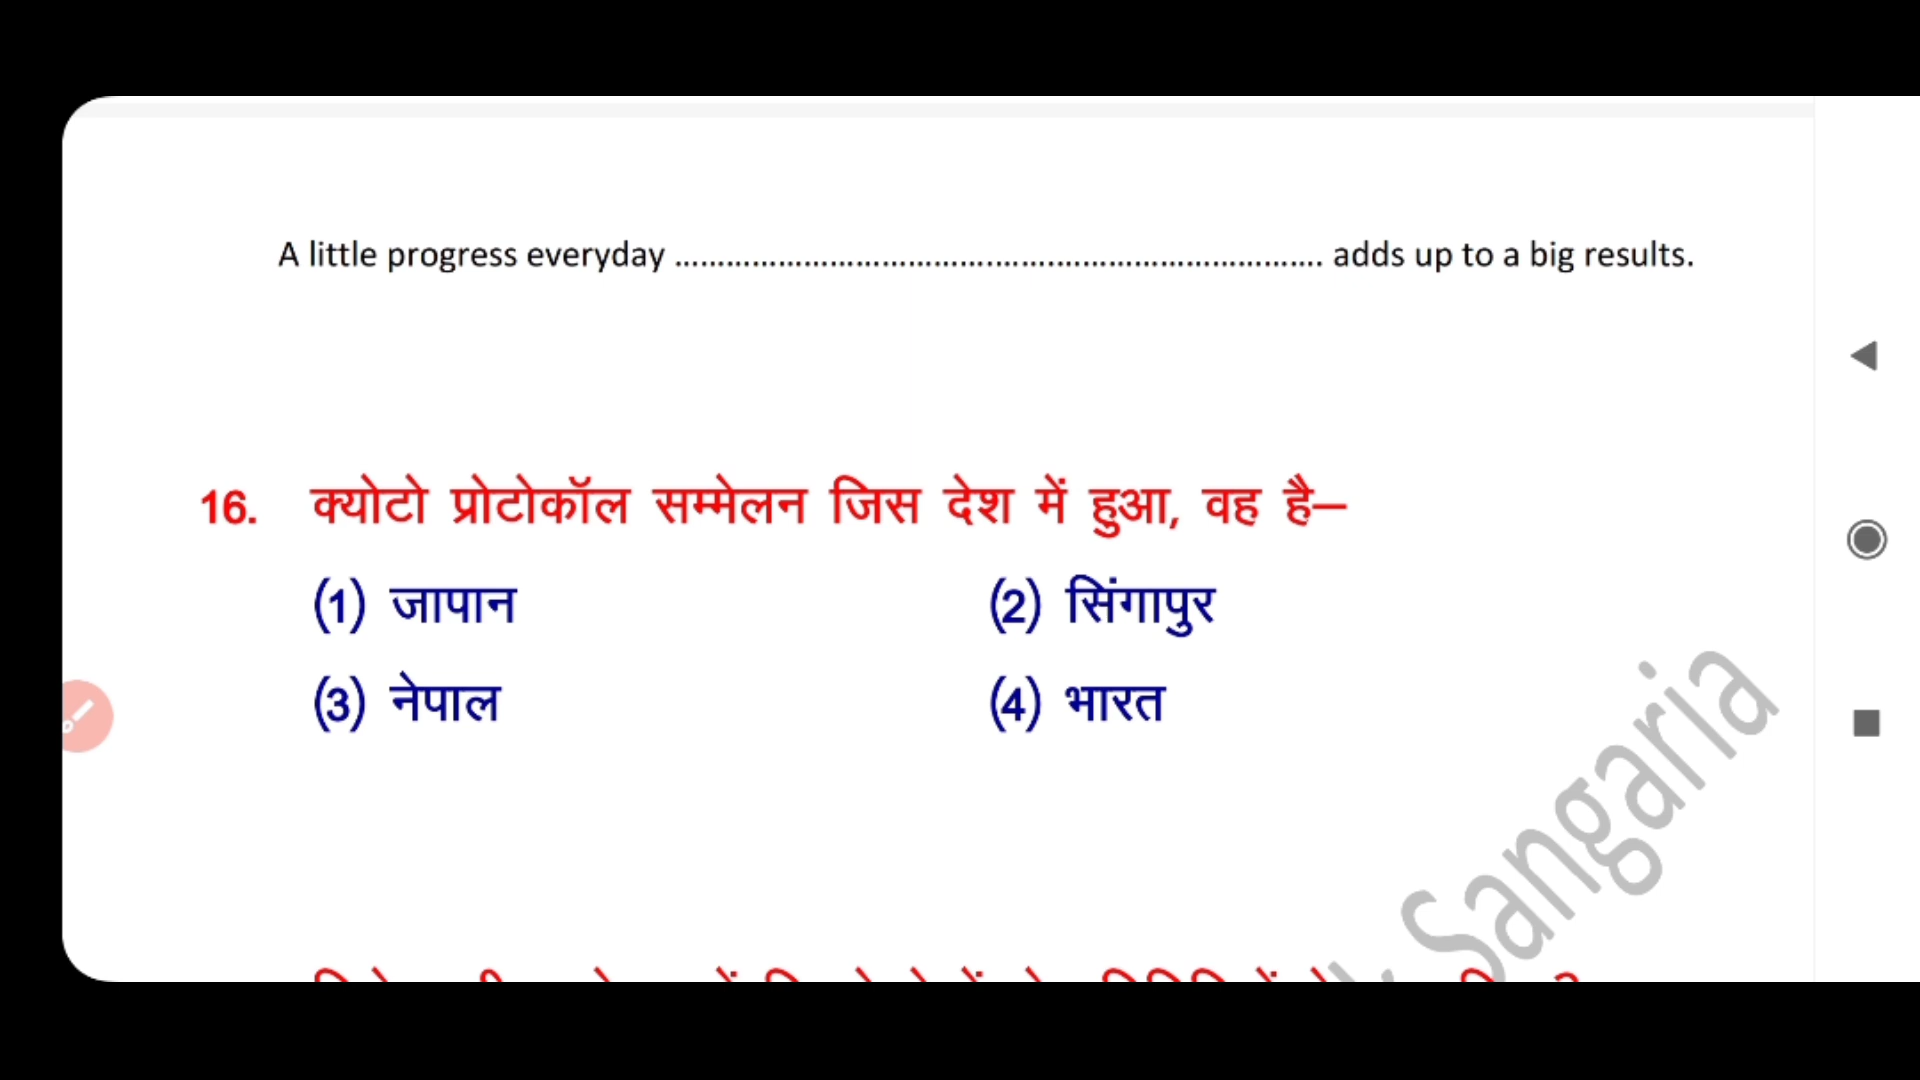 A little progress everyday ........................................................................... adds up to a big results.
16. क्योटो प्रोटोकॉल सम्मेलन जिस देश में हुआ, वह है–
(1) जापान (2) सिंगापुर
(3) नेपाल (4) भारत
Sangaria